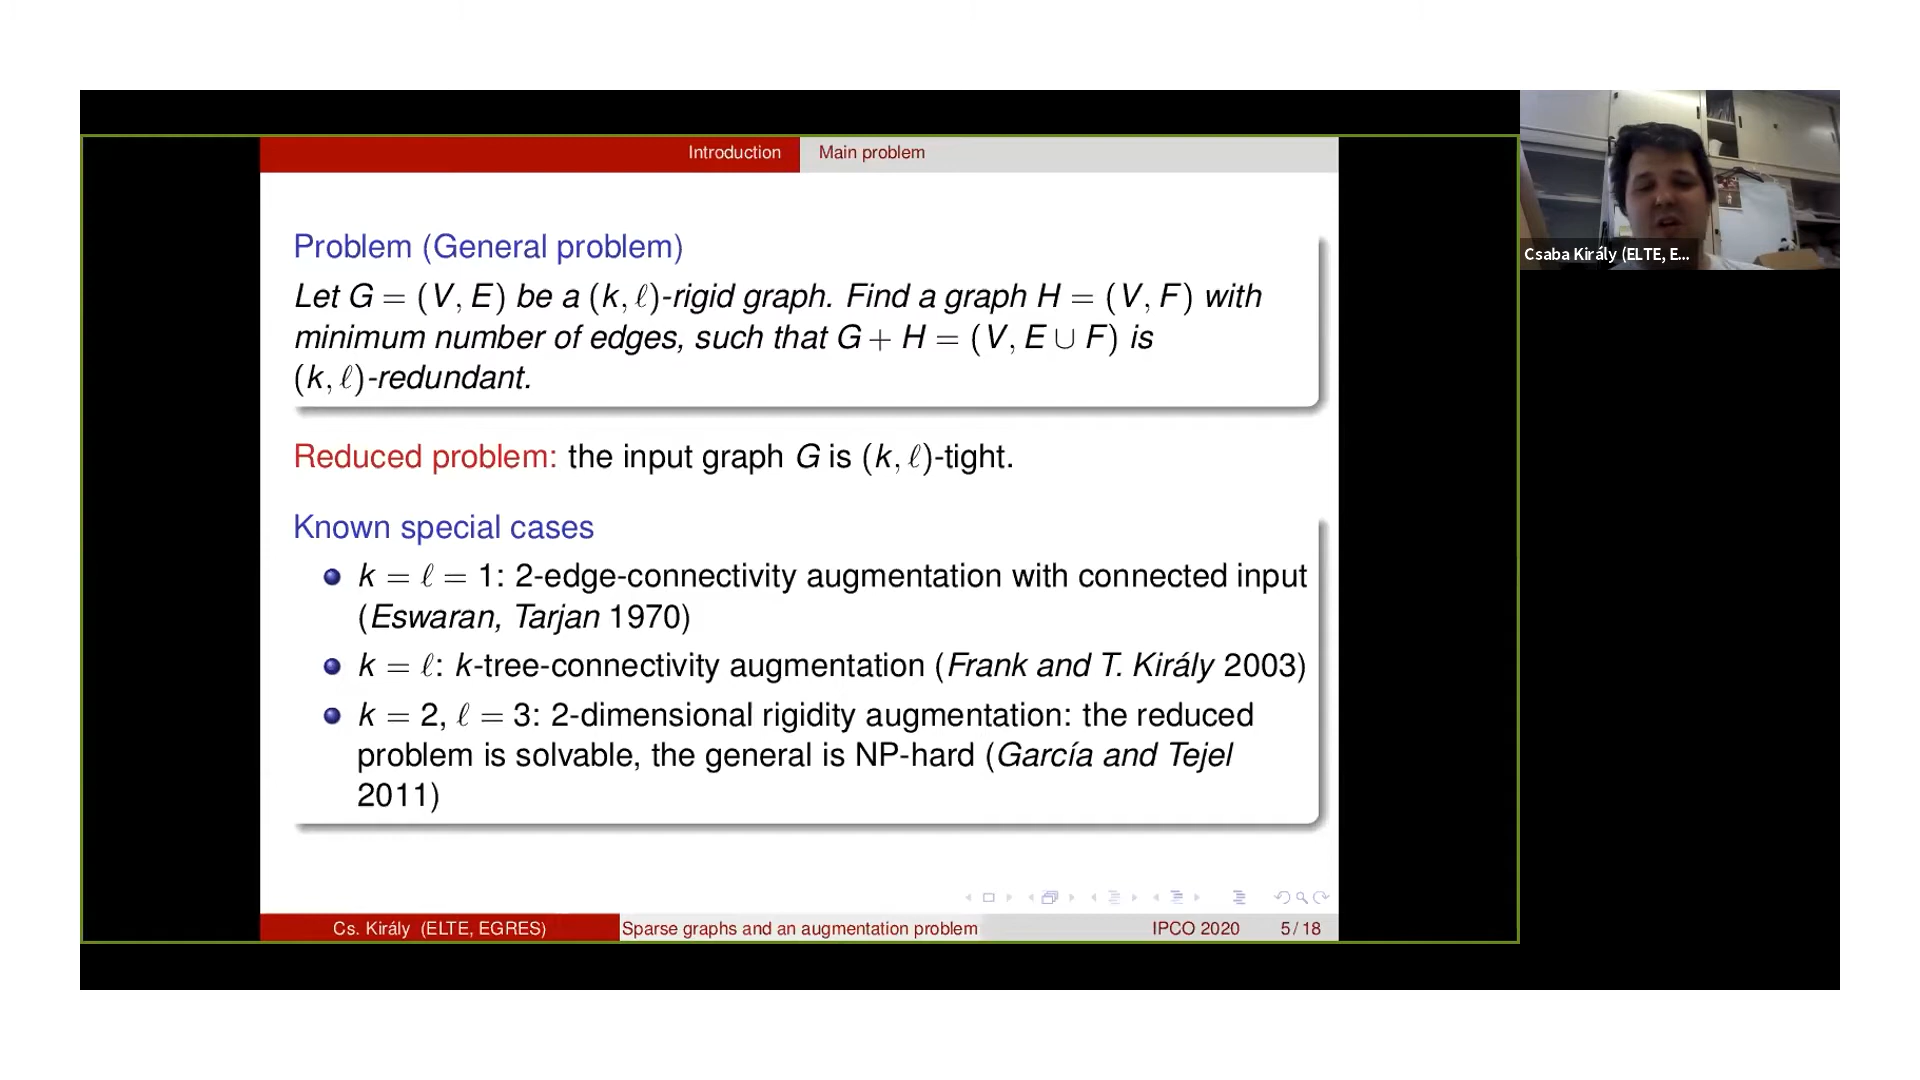 Introduction Main problem
Problem (General problem)
Let G = (V, E) be a (k, ℓ)-rigid graph. Find a graph H = (V, F) with
minimum number of edges, such that G + H = (V, E ∪ F) is
(k, ℓ)-redundant.
Reduced problem: the input graph G is (k, ℓ)-tight.
Known special cases
k = ℓ = 1: 2-edge-connectivity augmentation with connected input
(Eswaran, Tarjan 1970)
k = ℓ: k-tree-connectivity augmentation (Frank and T. Király 2003)
k = 2, ℓ = 3: 2-dimensional rigidity augmentation: the reduced
problem is solvable, the general is NP-hard (García and Tejel
2011)
Cs. Király (ELTE, EGRES) Sparse graphs and an augmentation problem IPCO 2020 5 / 18
Csaba Király (ELTE, E...